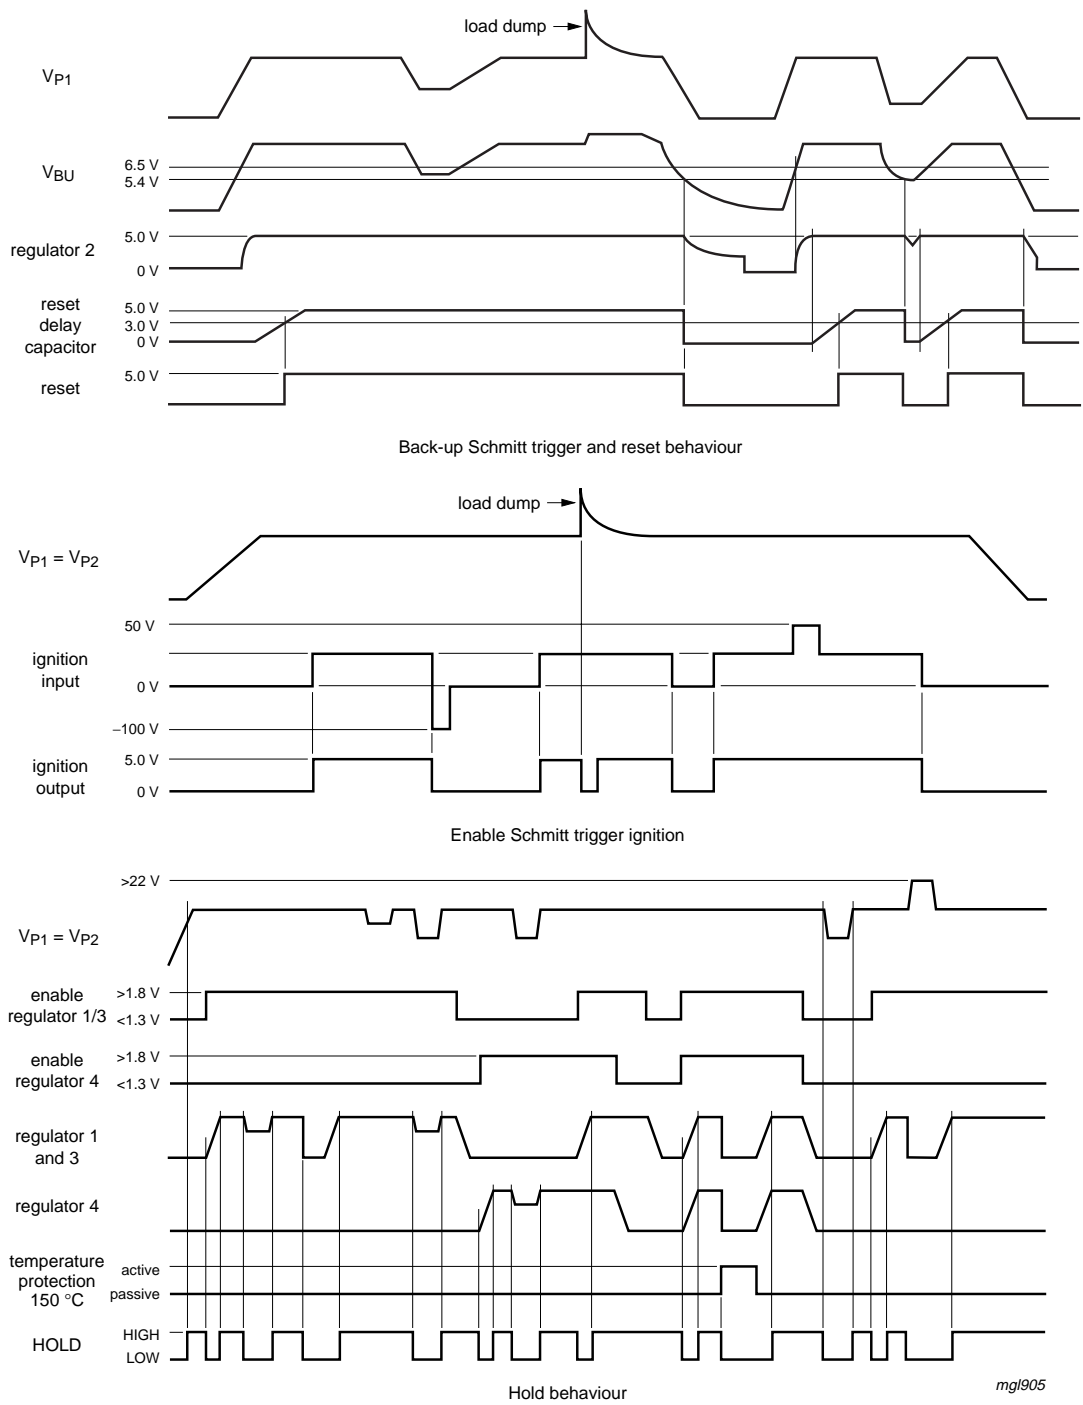 load dump
VP1
VBU
6.5 V
5.4 V
regulator 2
5.0 V
0 V
reset
delay
capacitor
5.0 V
3.0 V
0 V
reset
5.0 V
Back-up Schmitt trigger and reset behaviour
load dump
VP1 = VP2
50 V
ignition
input
0 V
−100 V
ignition
output
5.0 V
0 V
Enable Schmitt trigger ignition
>22 V
VP1 = VP2
enable
regulator 1/3
>1.8 V
<1.3 V
enable
regulator 4
>1.8 V
<1.3 V
regulator 1
and 3
regulator 4
temperature
protection
150 °C
active
passive
HOLD
HIGH
LOW
Hold behaviour
mgl905